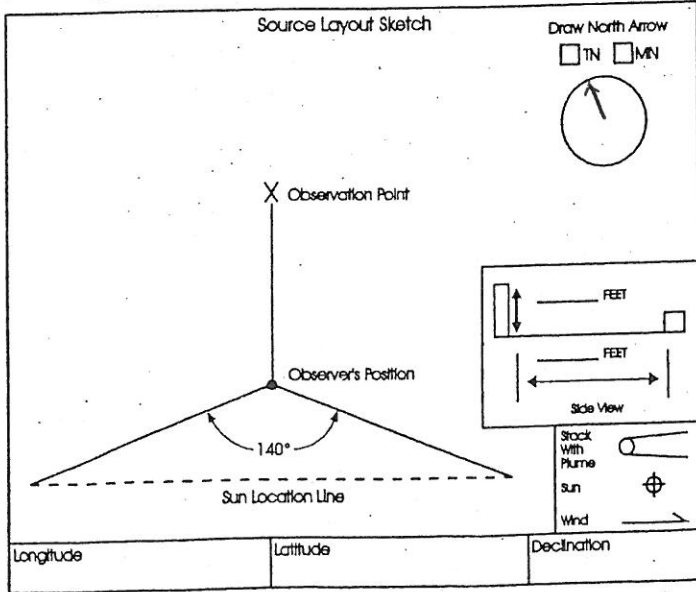 Source Layout Sketch
Draw North Arrow
TN MN
X Observation Point
FEET
Observer's Position
FEET
Side View
140°
Stack
With
Plume
Sun
Sun Location Line
Wind
Longitude
Latitude
Declination